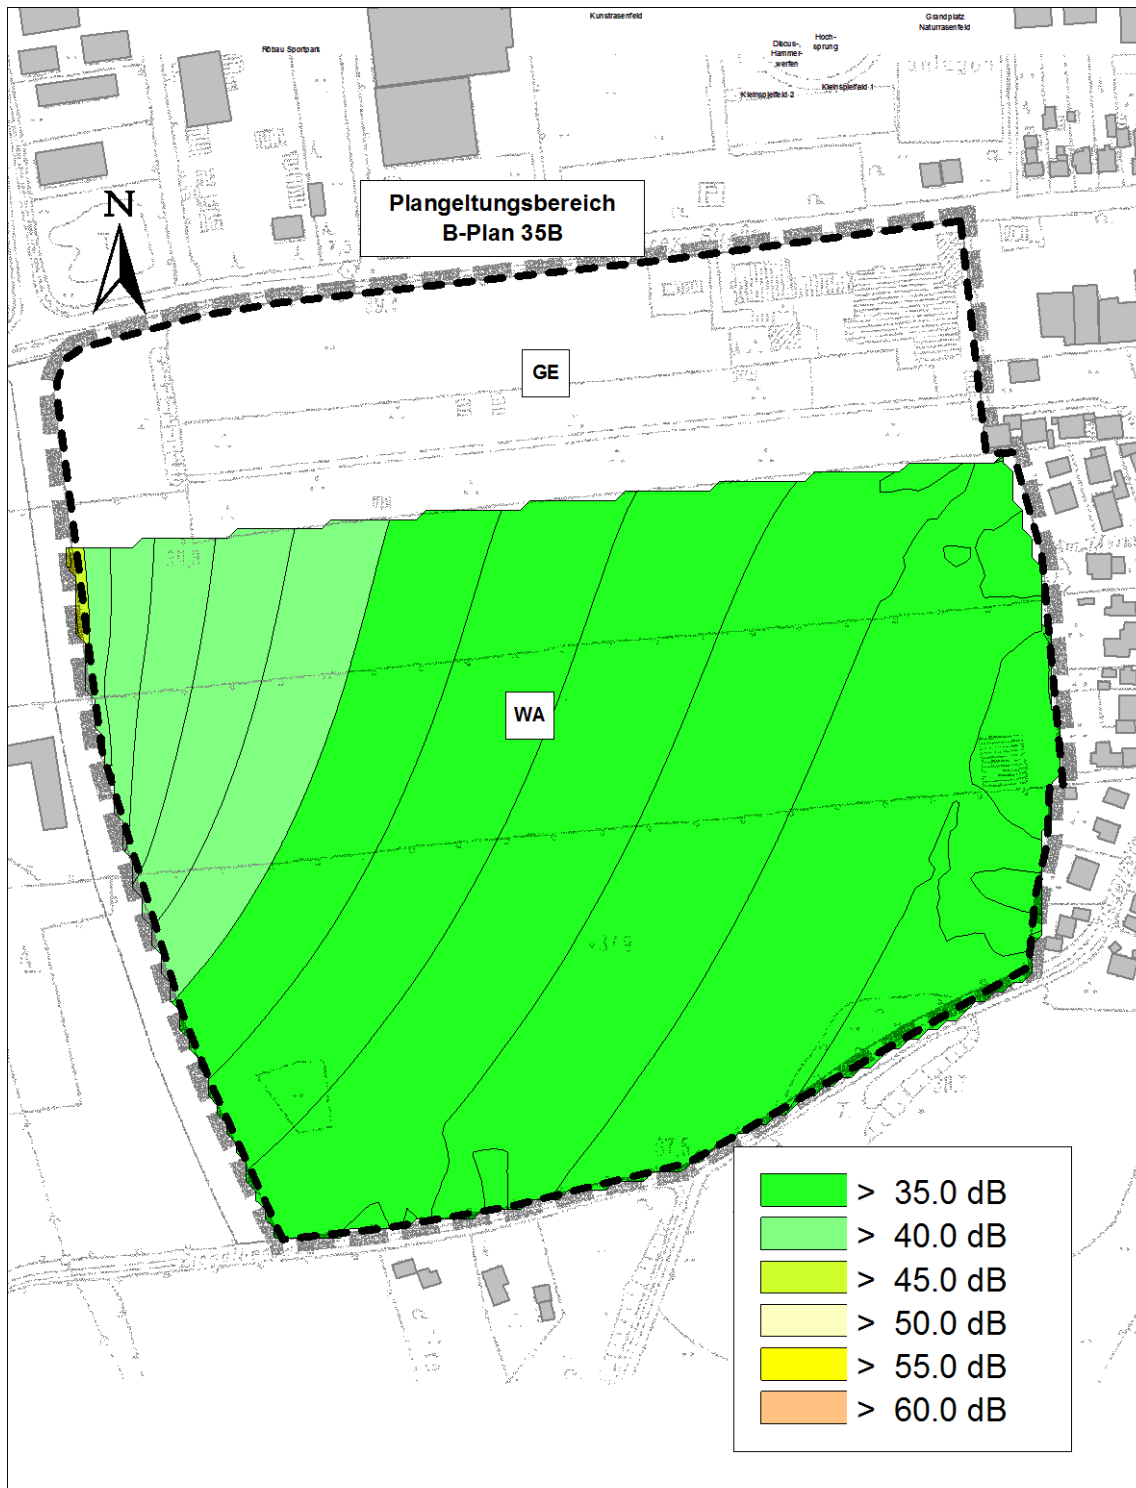 Kunstrasenfeld
Grandplatz
Naturrasenfeld
Röbau Sportpark
Hoch-
sprung
Discus-,
Hammer-
werfen
Kleinspielfeld 2
Kleinspielfeld 1
N
Plangeltungsbereich
B-Plan 35B
GE
WA
> 35.0 dB
> 40.0 dB
> 45.0 dB
> 50.0 dB
> 55.0 dB
> 60.0 dB